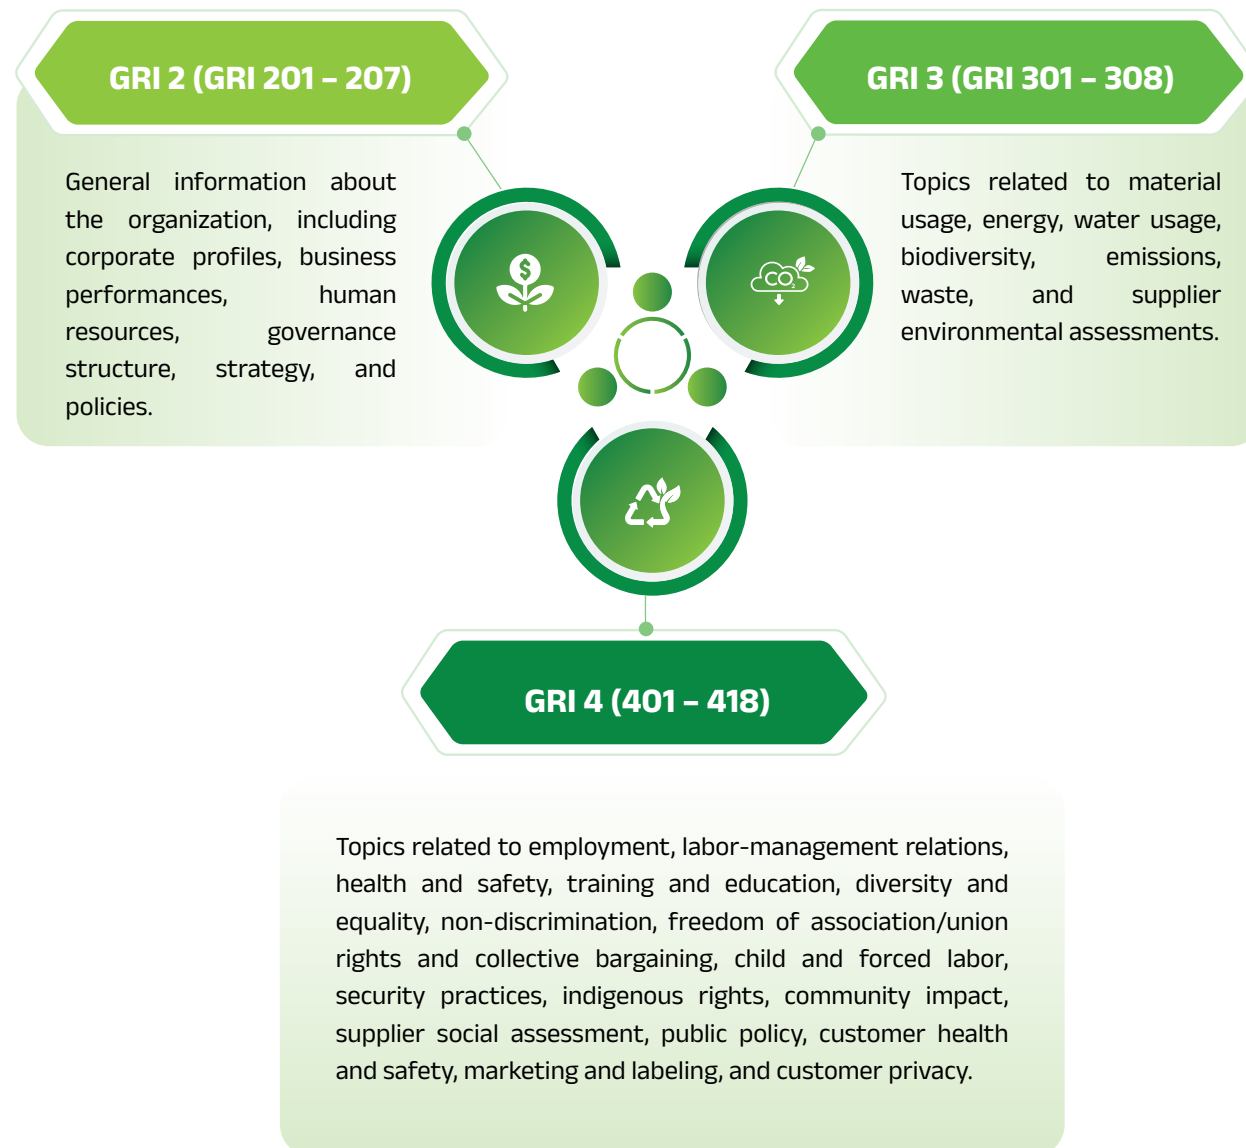 GRI 2 (GRI 201 – 207)
General information about
the organization, including
corporate profiles, business
performances, human
resources, governance
structure, strategy, and
policies.
GRI 3 (GRI 301 – 308)
Topics related to material
usage, energy, water usage,
biodiversity, emissions,
waste, and supplier
environmental assessments.
$
CO2
GRI 4 (401 – 418)
Topics related to employment, labor-management relations,
health and safety, training and education, diversity and
equality, non-discrimination, freedom of association/union
rights and collective bargaining, child and forced labor,
security practices, indigenous rights, community impact,
supplier social assessment, public policy, customer health
and safety, marketing and labeling, and customer privacy.